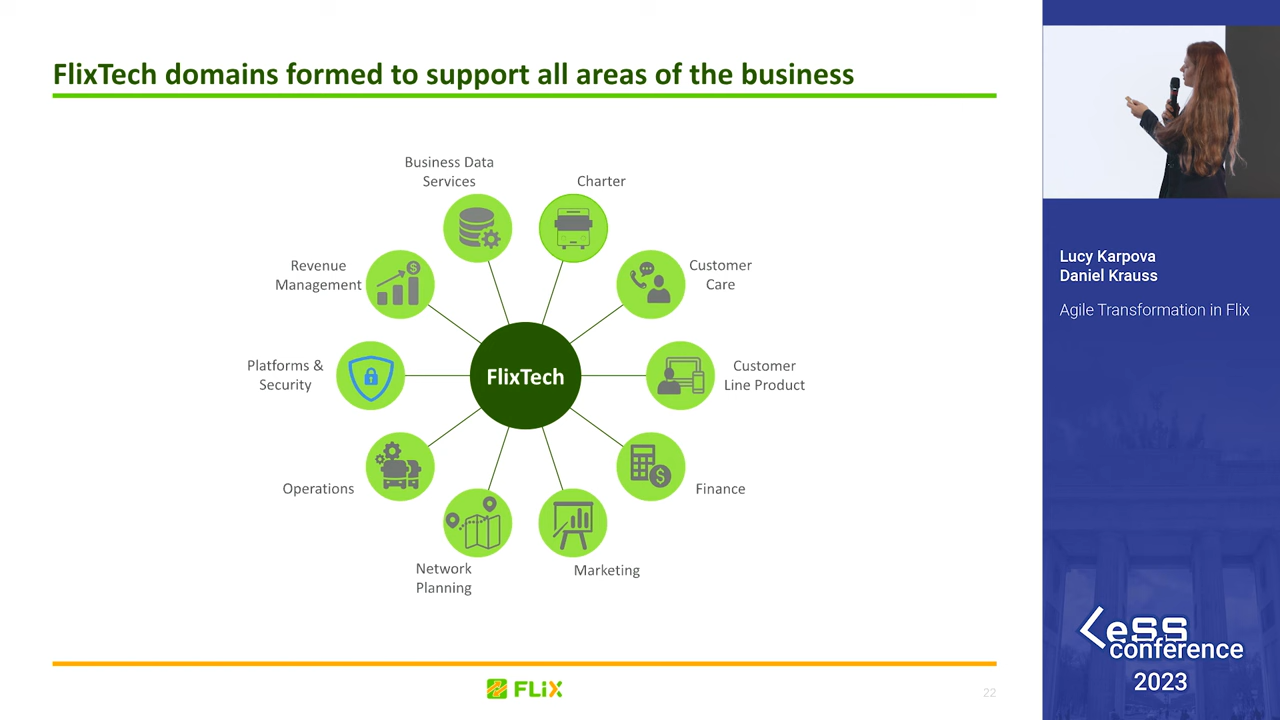 FlixTech domains formed to support all areas of the business
Business Data
Services
Charter
Revenue
Management
Customer
Care
Platforms &
Security
FlixTech
Customer
Line Product
Operations
Finance
Network
Planning
Marketing
FLiX
22
Lucy Karpova
Daniel Krauss
Agile Transformation in Flix
LeSS
conference
2023